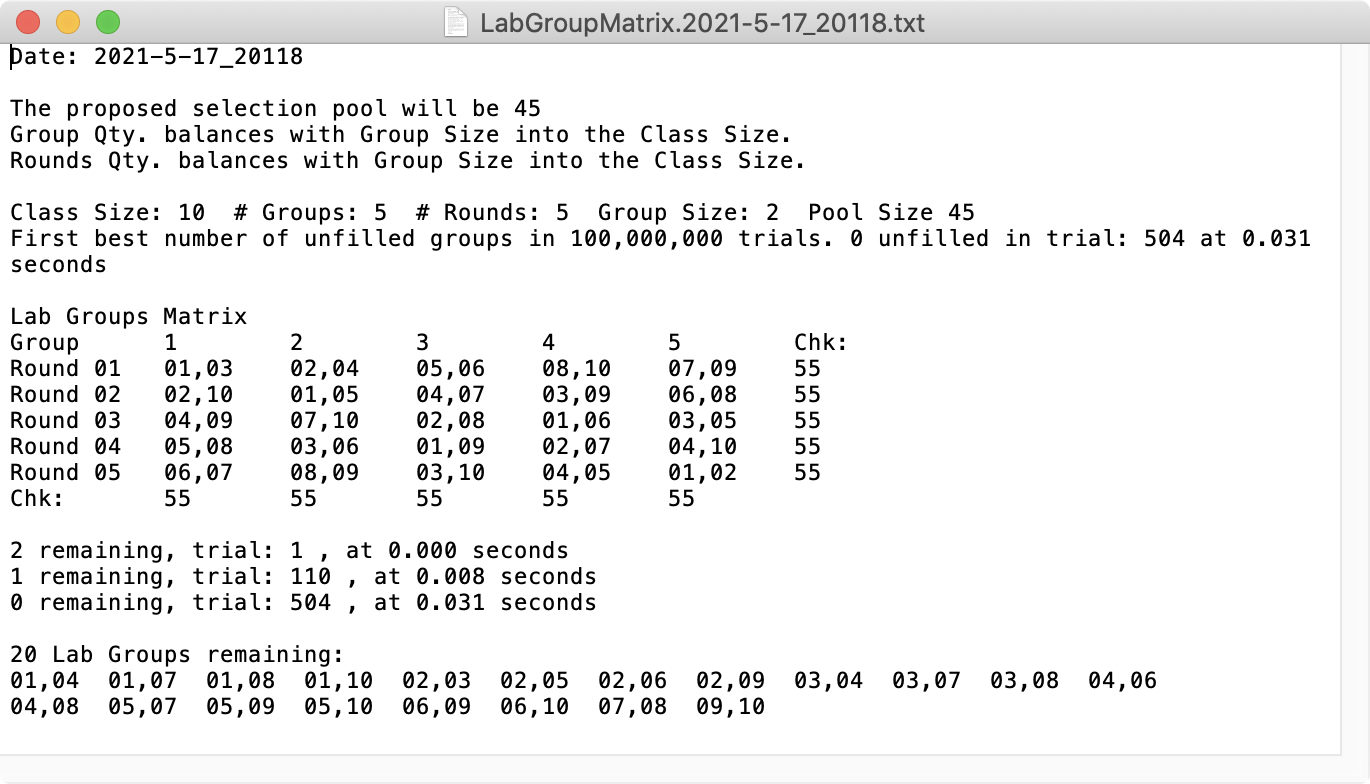 LabGroupMatrix.2021-5-17_20118.txt
Date: 2021-5-17_20118
The proposed selection pool will be 45
Group Qty. balances with Group Size into the Class Size.
Rounds Qty. balances with Group Size into the Class Size.
Class Size: 10  # Groups: 5  # Rounds: 5  Group Size: 2  Pool Size 45
First best number of unfilled groups in 100,000,000 trials. 0 unfilled in trial: 504 at 0.031
seconds
Lab Groups Matrix
Group      1        2        3        4        5        Chk:
Round 01   01,03    02,04    05,06    08,10    07,09    55
Round 02   02,10    01,05    04,07    03,09    06,08    55
Round 03   04,09    07,10    02,08    01,06    03,05    55
Round 04   05,08    03,06    01,09    02,07    04,10    55
Round 05   06,07    08,09    03,10    04,05    01,02    55
Chk:       55       55       55       55       55
2 remaining, trial: 1 , at 0.000 seconds
1 remaining, trial: 110 , at 0.008 seconds
0 remaining, trial: 504 , at 0.031 seconds
20 Lab Groups remaining:
01,04  01,07  01,08  01,10  02,03  02,05  02,06  02,09  03,04  03,07  03,08  04,06
04,08  05,07  05,09  05,10  06,09  06,10  07,08  09,10